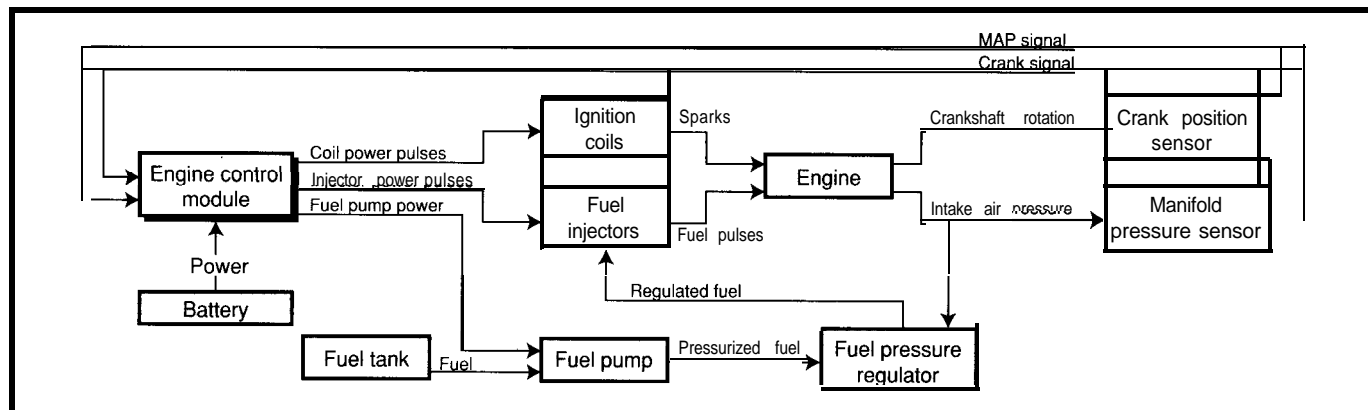 MAP signal
Crank signal
Ignition
coils
Sparks
Crankshaft rotation
Crank position
sensor
Coil power pulses
Engine control
module
Injector power pulses
Engine
Fuel pump power
Fuel
injectors
Fuel pulses
Intake air pressure
Manifold
pressure sensor
Power
Battery
Regulated fuel
Fuel tank
Fuel
Fuel pump
Pressurized fuel
Fuel pressure
regulator